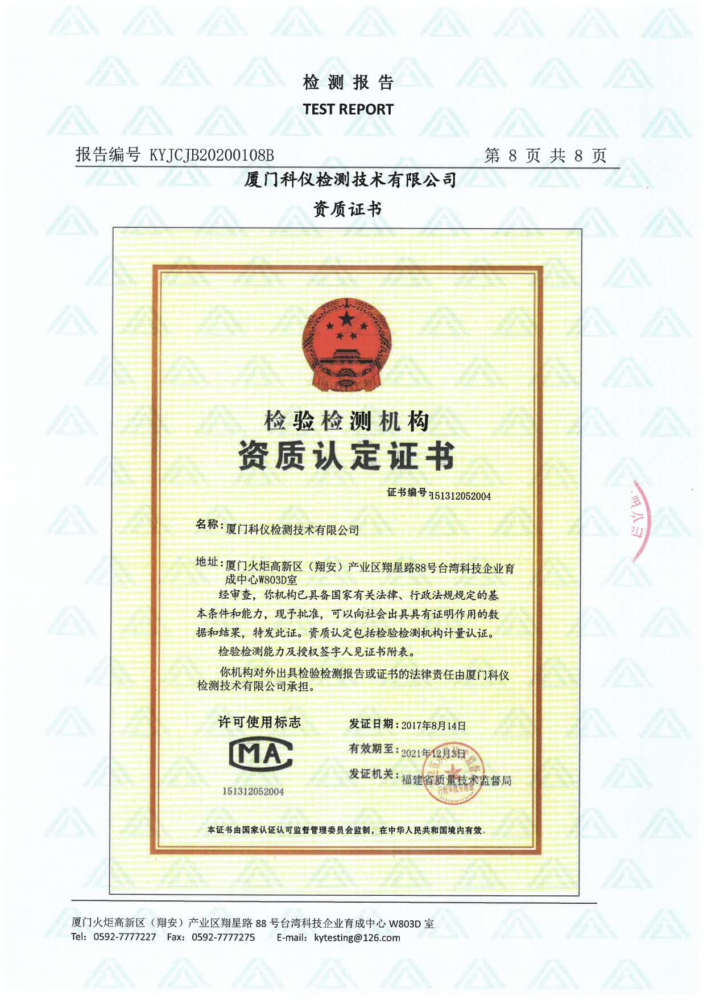 检测报告
TEST REPORT
报告编号 KYJCJB20200108B
第 8 页 共 8 页
厦门科仪检测技术有限公司
资质证书
检验检测机构
资质认定证书
证书编号:151312052004
名称:厦门科仪检测技术有限公司
地址:厦门火炬高新区（翔安）产业区翔星路88号台湾科技企业育
成中心W803D室
经审查，你机构已具备国家有关法律、行政法规规定的基
本条件和能力，现予批准，可以向社会出具具有证明作用的数
据和结果，特发此证。资质认定包括检验检测机构计量认证。
检验检测能力及授权签字人见证书附表。
你机构对外出具检验检测报告或证书的法律责任由厦门科仪
检测技术有限公司承担。
许可使用标志
MA
151312052004
发证日期:2017年8月14日
有效期至:2021年12月3日
发证机关:福建省质量技术监督局
本证书由国家认证认可监督管理委员会监制，在中华人民共和国境内有效。
限公司
厦门火炬高新区（翔安）产业区翔星路 88 号台湾科技企业育成中心 W803D 室
Tel: 0592-7777227 Fax: 0592-7777275 E-mail: kytesting@126.com